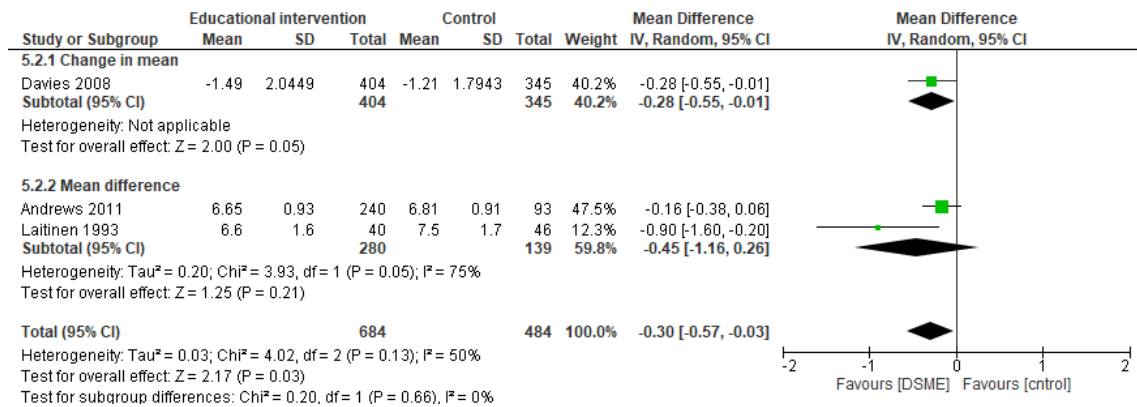 Educational intervention Control Mean Difference Mean Difference
Study or Subgroup Mean SD Total Mean SD Total Weight IV, Random, 95% CI IV, Random, 95% CI
5.2.1 Change in mean
Davies 2008 -1.49 2.0449 404 -1.21 1.7943 345 40.2% -0.28 [-0.55, -0.01]
Subtotal (95% CI) 404 345 40.2% -0.28 [-0.55, -0.01]
Heterogeneity: Not applicable
Test for overall effect: Z = 2.00 (P = 0.05)
5.2.2 Mean difference
Andrews 2011 6.65 0.93 240 6.81 0.91 93 47.5% -0.16 [-0.38, 0.06]
Laitinen 1993 6.6 1.6 40 7.5 1.7 46 12.3% -0.90 [-1.60, -0.20]
Subtotal (95% CI) 280 139 59.8% -0.45 [-1.16, 0.26]
Heterogeneity: Tau² = 0.20; Chi² = 3.93, df = 1 (P = 0.05); I² = 75%
Test for overall effect: Z = 1.25 (P = 0.21)
Total (95% CI) 684 484 100.0% -0.30 [-0.57, -0.03]
Heterogeneity: Tau² = 0.03; Chi² = 4.02, df = 2 (P = 0.13); I² = 50%
Test for overall effect: Z = 2.17 (P = 0.03)
Test for subgroup differences: Chi² = 0.20, df = 1 (P = 0.66), I² = 0%
-2 -1 0 1 2
Favours [DSME] Favours [cntrol]